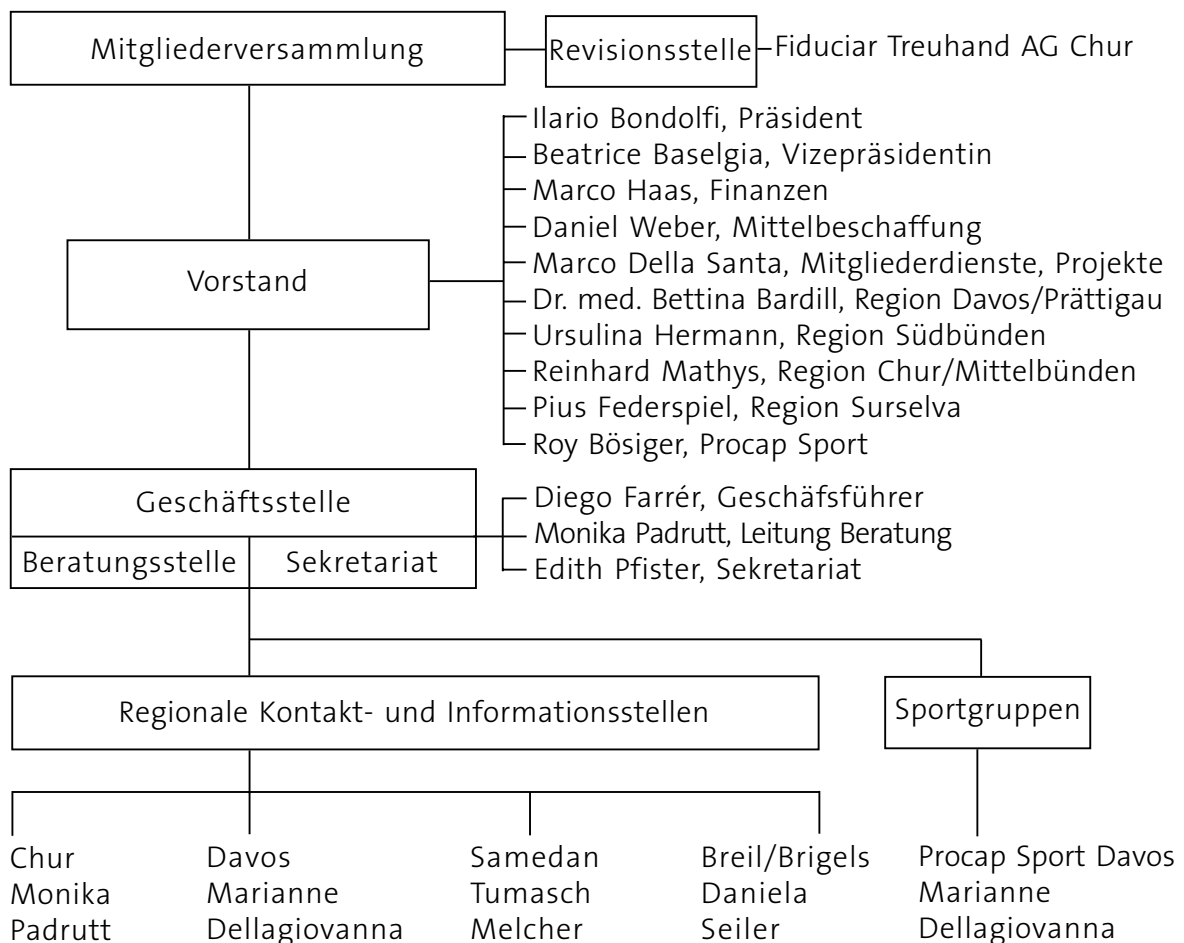 Mitgliederversammlung
Revisionsstelle
Fiduciar Treuhand AG Chur
Ilario Bondolfi, Präsident
Beatrice Baselgia, Vizepräsidentin
Marco Haas, Finanzen
Daniel Weber, Mittelbeschaffung
Marco Della Santa, Mitgliederdienste, Projekte
Dr. med. Bettina Bardill, Region Davos/Prättigau
Ursulina Hermann, Region Südbünden
Reinhard Mathys, Region Chur/Mittelbünden
Pius Federspiel, Region Surselva
Roy Bösiger, Procap Sport
Vorstand
Geschäftsstelle
Beratungsstelle
Sekretariat
Diego Farrér, Geschäfsführer
Monika Padrutt, Leitung Beratung
Edith Pfister, Sekretariat
Regionale Kontakt- und Informationsstellen
Sportgruppen
Chur
Monika
Padrutt
Davos
Marianne
Dellagiovanna
Samedan
Tumasch
Melcher
Breil/Brigels
Daniela
Seiler
Procap Sport Davos
Marianne
Dellagiovanna